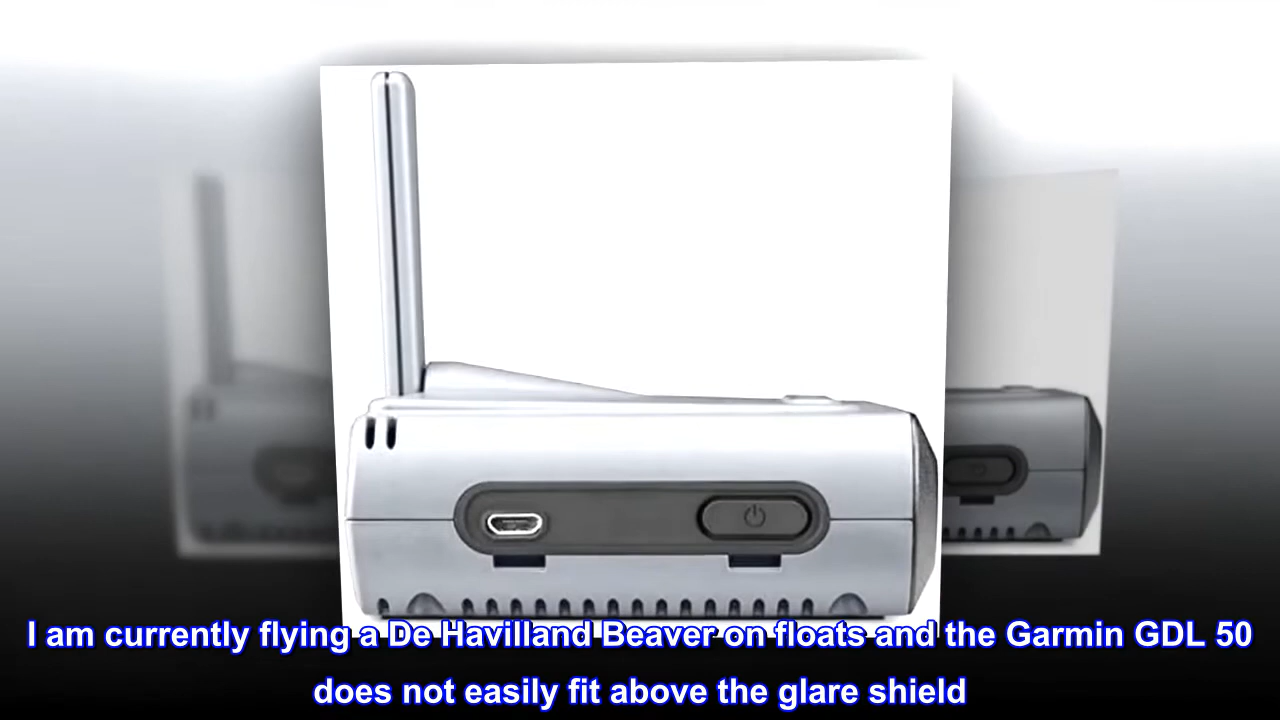 I am currently flying a De Havilland Beaver on floats and the Garmin GDL 50
does not easily fit above the glare shield